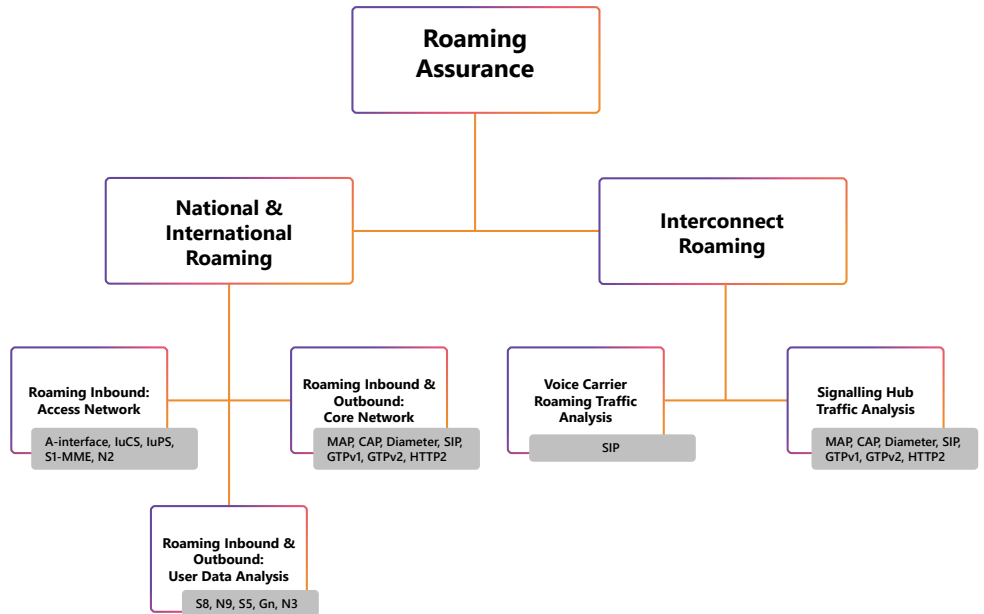 Roaming
Assurance
National &
International
Roaming
Interconnect
Roaming
Roaming Inbound:
Access Network
A-interface, IuCS, IuPS,
S1-MME, N2
Roaming Inbound &
Outbound:
Core Network
MAP, CAP, Diameter, SIP,
GTPv1, GTPv2, HTTP2
Voice Carrier
Roaming Traffic
Analysis
SIP
Signalling Hub
Traffic Analysis
MAP, CAP, Diameter, SIP,
GTPv1, GTPv2, HTTP2
Roaming Inbound &
Outbound:
User Data Analysis
S8, N9, S5, Gn, N3